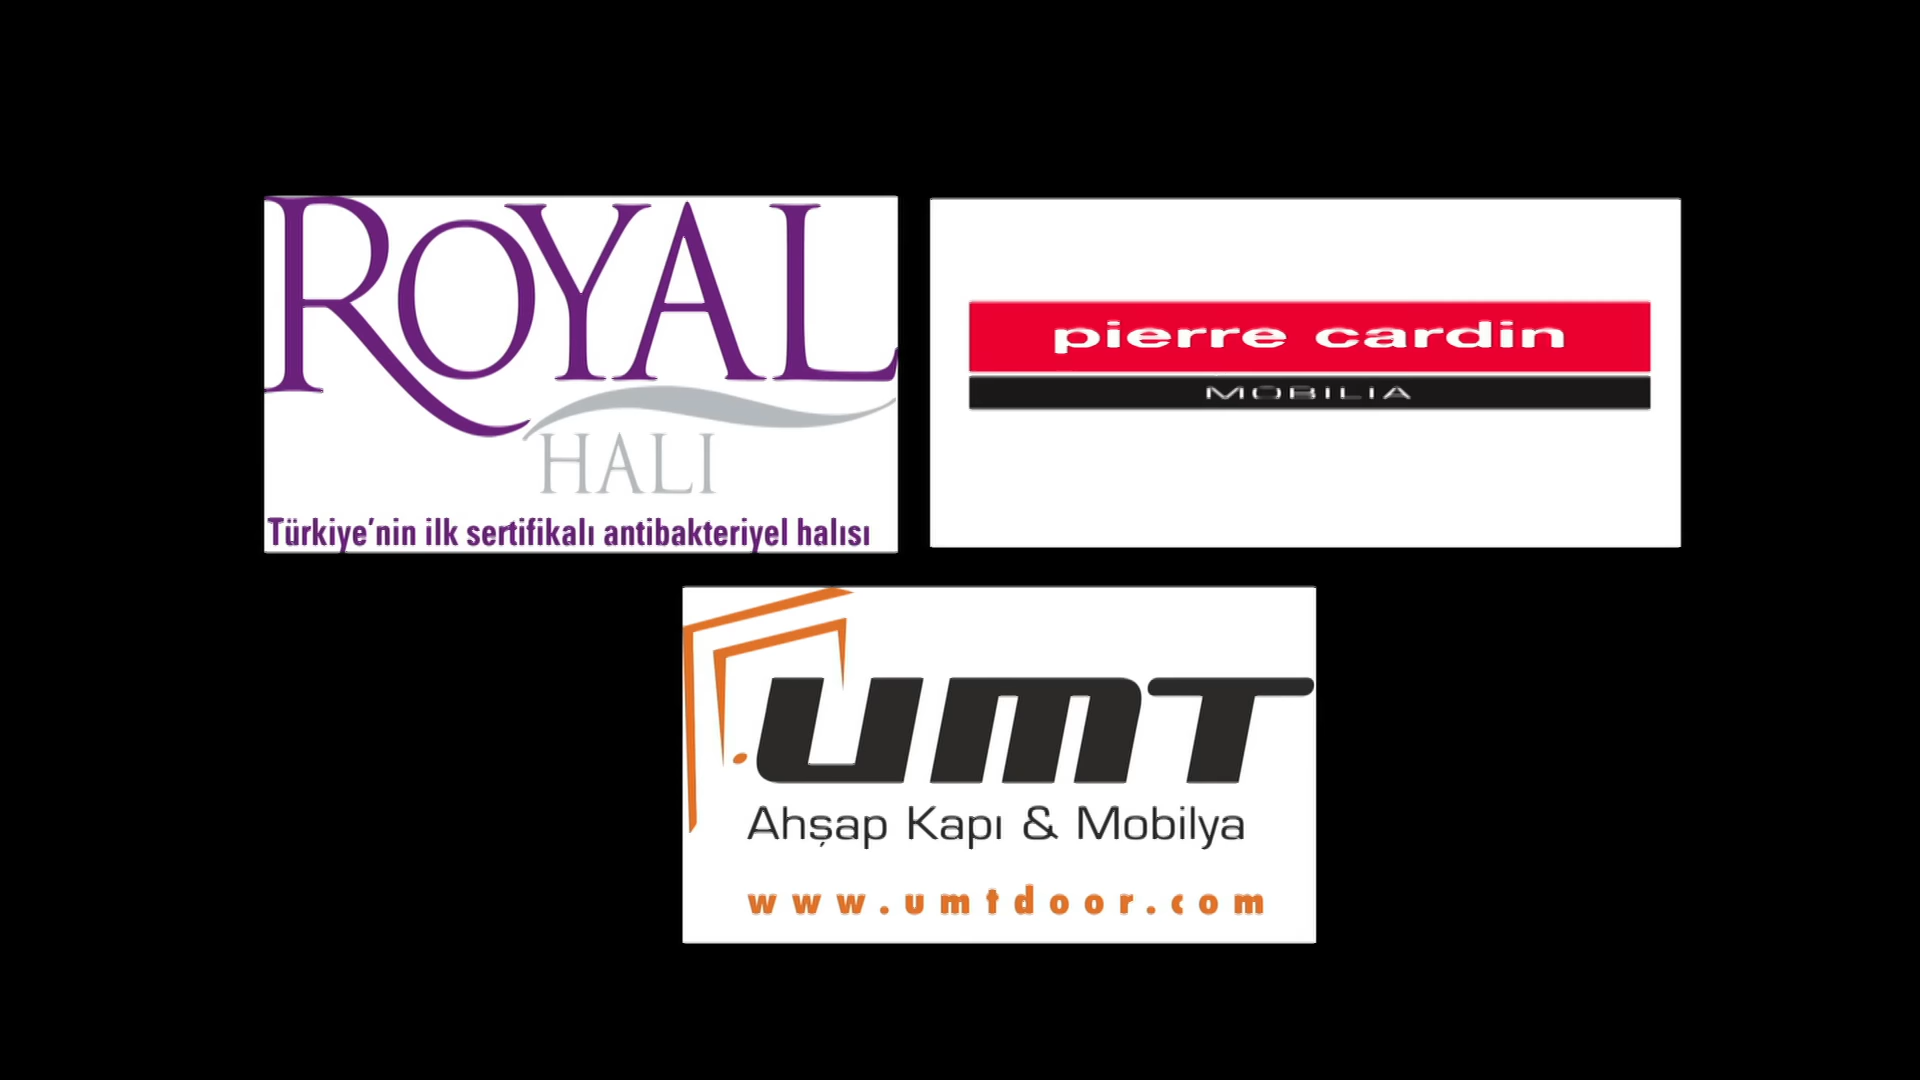 ROYAL
HALI
Türkiye'nin ilk sertifikalı antibakteriyel halısı
pierre cardin
MOBILIA
UMT
Ahşap Kapı & Mobilya
www.umtdoor.com